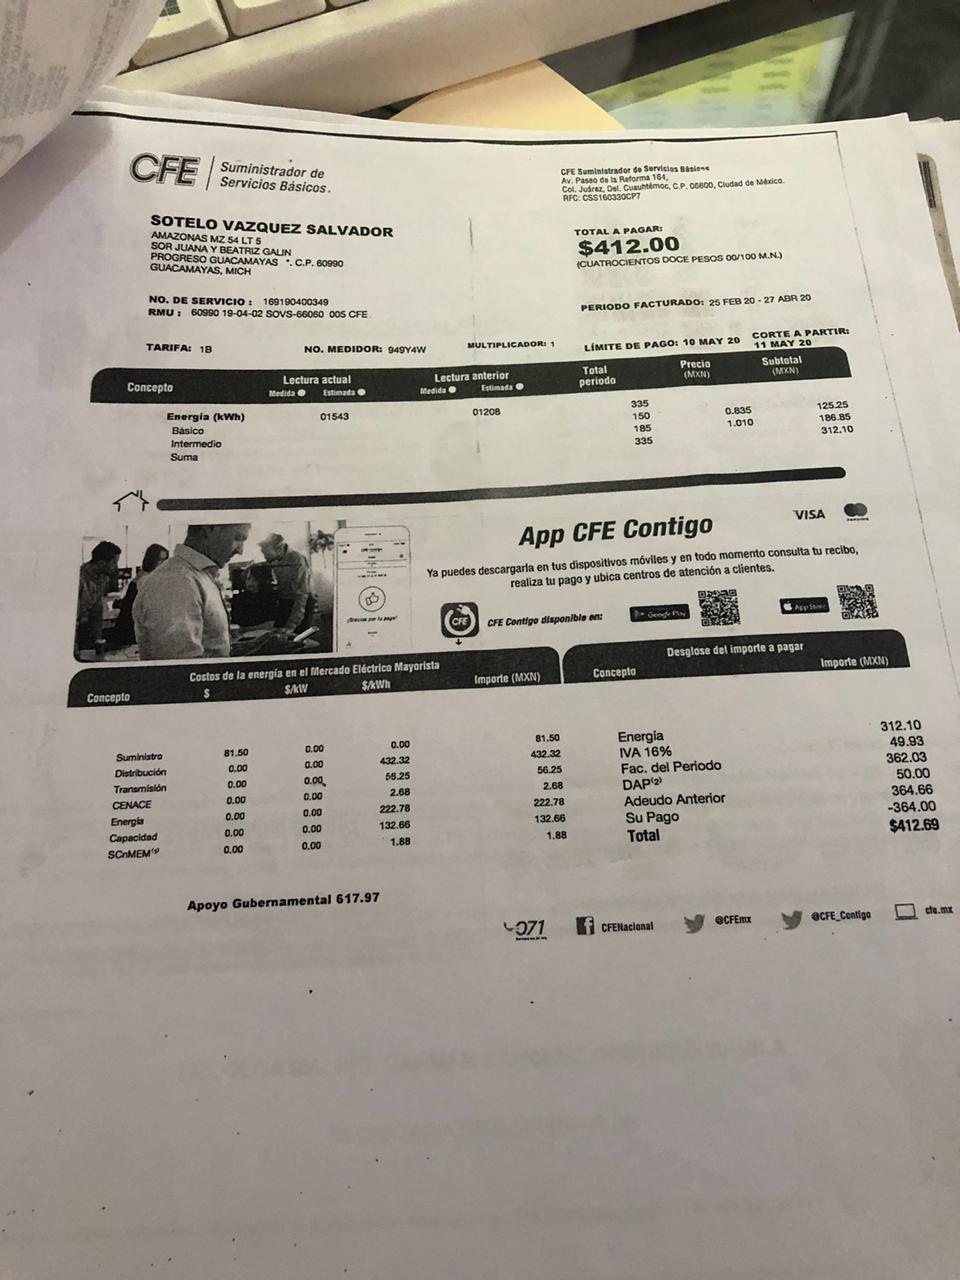 CFE Suministrador de
Servicios Básicos.
CFE Suministrador de Servicios Básicos
Av. Paseo de la Reforma 164,
Col. Juárez, Del. Cuauhtémoc, C.P. 06600, Ciudad de México.
RFC: CSS160330CP7
SOTELO VAZQUEZ SALVADOR
AMAZONAS MZ 54 LT 5
SOR JUANA Y BEATRIZ GALIN
PROGRESO GUACAMAYAS . C.P. 60990
GUACAMAYAS, MICH
TOTAL A PAGAR:
$412.00
(CUATROCIENTOS DOCE PESOS 00/100 M.N.)
NO. DE SERVICIO : 169190400349
RMU : 60990 19-04-02 SOVS-66060 005 CFE
PERIODO FACTURADO: 25 FEB 20 - 27 ABR 20
TARIFA: 1B NO. MEDIDOR: 949Y4W MULTIPLICADOR: 1 LÍMITE DE PAGO: 10 MAY 20 CORTE A PARTIR:
11 MAY 20
Concepto Lectura actual Lectura anterior Total periodo Precio (MXN) Subtotal (MXN)
Medida Estimada Medida Estimada
Energía (kWh) 01543 01208 335
Básico 150 0.835 125.25
Intermedio 185 1.010 186.85
Suma 335 312.10
App CFE Contigo
VISA
Ya puedes descargarla en tus dispositivos móviles y en todo momento consulta tu recibo,
realiza tu pago y ubica centros de atención a clientes.
CFE CFE Contigo disponible en: Google Play App Store
¡Gracias por tu pago!
Costos de la energía en el Mercado Eléctrico Mayorista
Concepto $ $/kW $/kWh Importe (MXN)
Suministro 81.50 0.00 0.00 81.50
Distribución 0.00 0.00 432.32 432.32
Transmisión 0.00 0.00 56.25 56.25
CENACE 0.00 0.00 2.68 2.68
Energía 0.00 0.00 222.78 222.78
Capacidad 0.00 0.00 132.66 132.66
SCnMEM(1) 0.00 0.00 1.88 1.88
Desglose del importe a pagar
Concepto Importe (MXN)
Energía 312.10
IVA 16% 49.93
Fac. del Periodo 362.03
DAP(2) 50.00
Adeudo Anterior 364.66
Su Pago -364.00
Total $412.69
Apoyo Gubernamental 617.97
071 CFENacional @CFEmx @CFE_Contigo cfe.mx